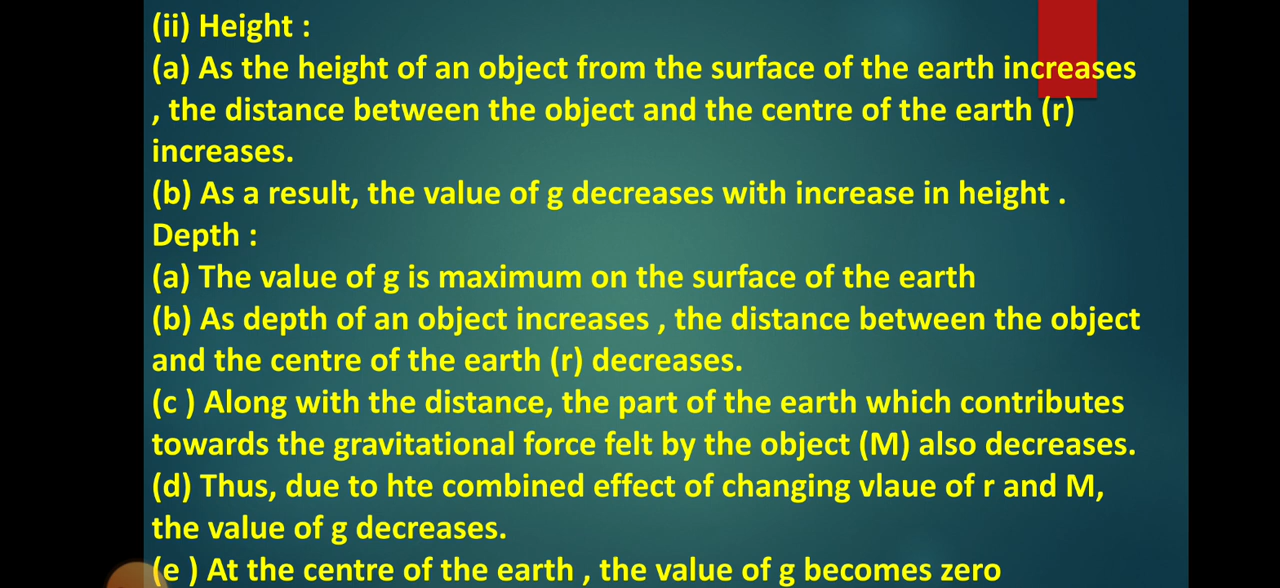 (ii) Height :
(a) As the height of an object from the surface of the earth increases
, the distance between the object and the centre of the earth (r)
increases.
(b) As a result, the value of g decreases with increase in height .
Depth :
(a) The value of g is maximum on the surface of the earth
(b) As depth of an object increases , the distance between the object
and the centre of the earth (r) decreases.
(c ) Along with the distance, the part of the earth which contributes
towards the gravitational force felt by the object (M) also decreases.
(d) Thus, due to hte combined effect of changing vlaue of r and M,
the value of g decreases.
(e ) At the centre of the earth , the value of g becomes zero